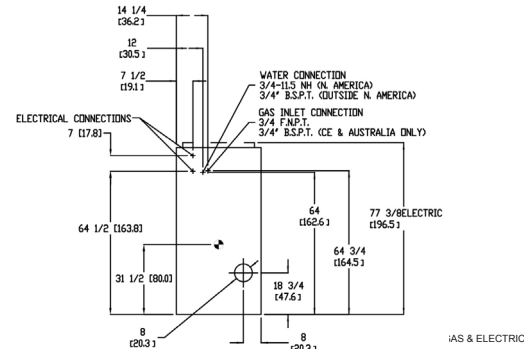 14 1/4
[36.2]
12
[30.5]
7 1/2
[19.1]
WATER CONNECTION
3/4-11.5 NH (N. AMERICA)
3/4" B.S.P.T. (OUTSIDE N. AMERICA)
GAS INLET CONNECTION
3/4 F.N.P.T.
3/4" B.S.P.T. (CE & AUSTRALIA ONLY)
ELECTRICAL CONNECTIONS
7 [17.8]
64 1/2 [163.8]
31 1/2 [80.0]
64
[162.6]
77 3/8ELECTRIC
[196.5]
64 3/4
[164.5]
18 3/4
[47.6]
8
[20.3]
8
[20.3]
& ELECTRIC